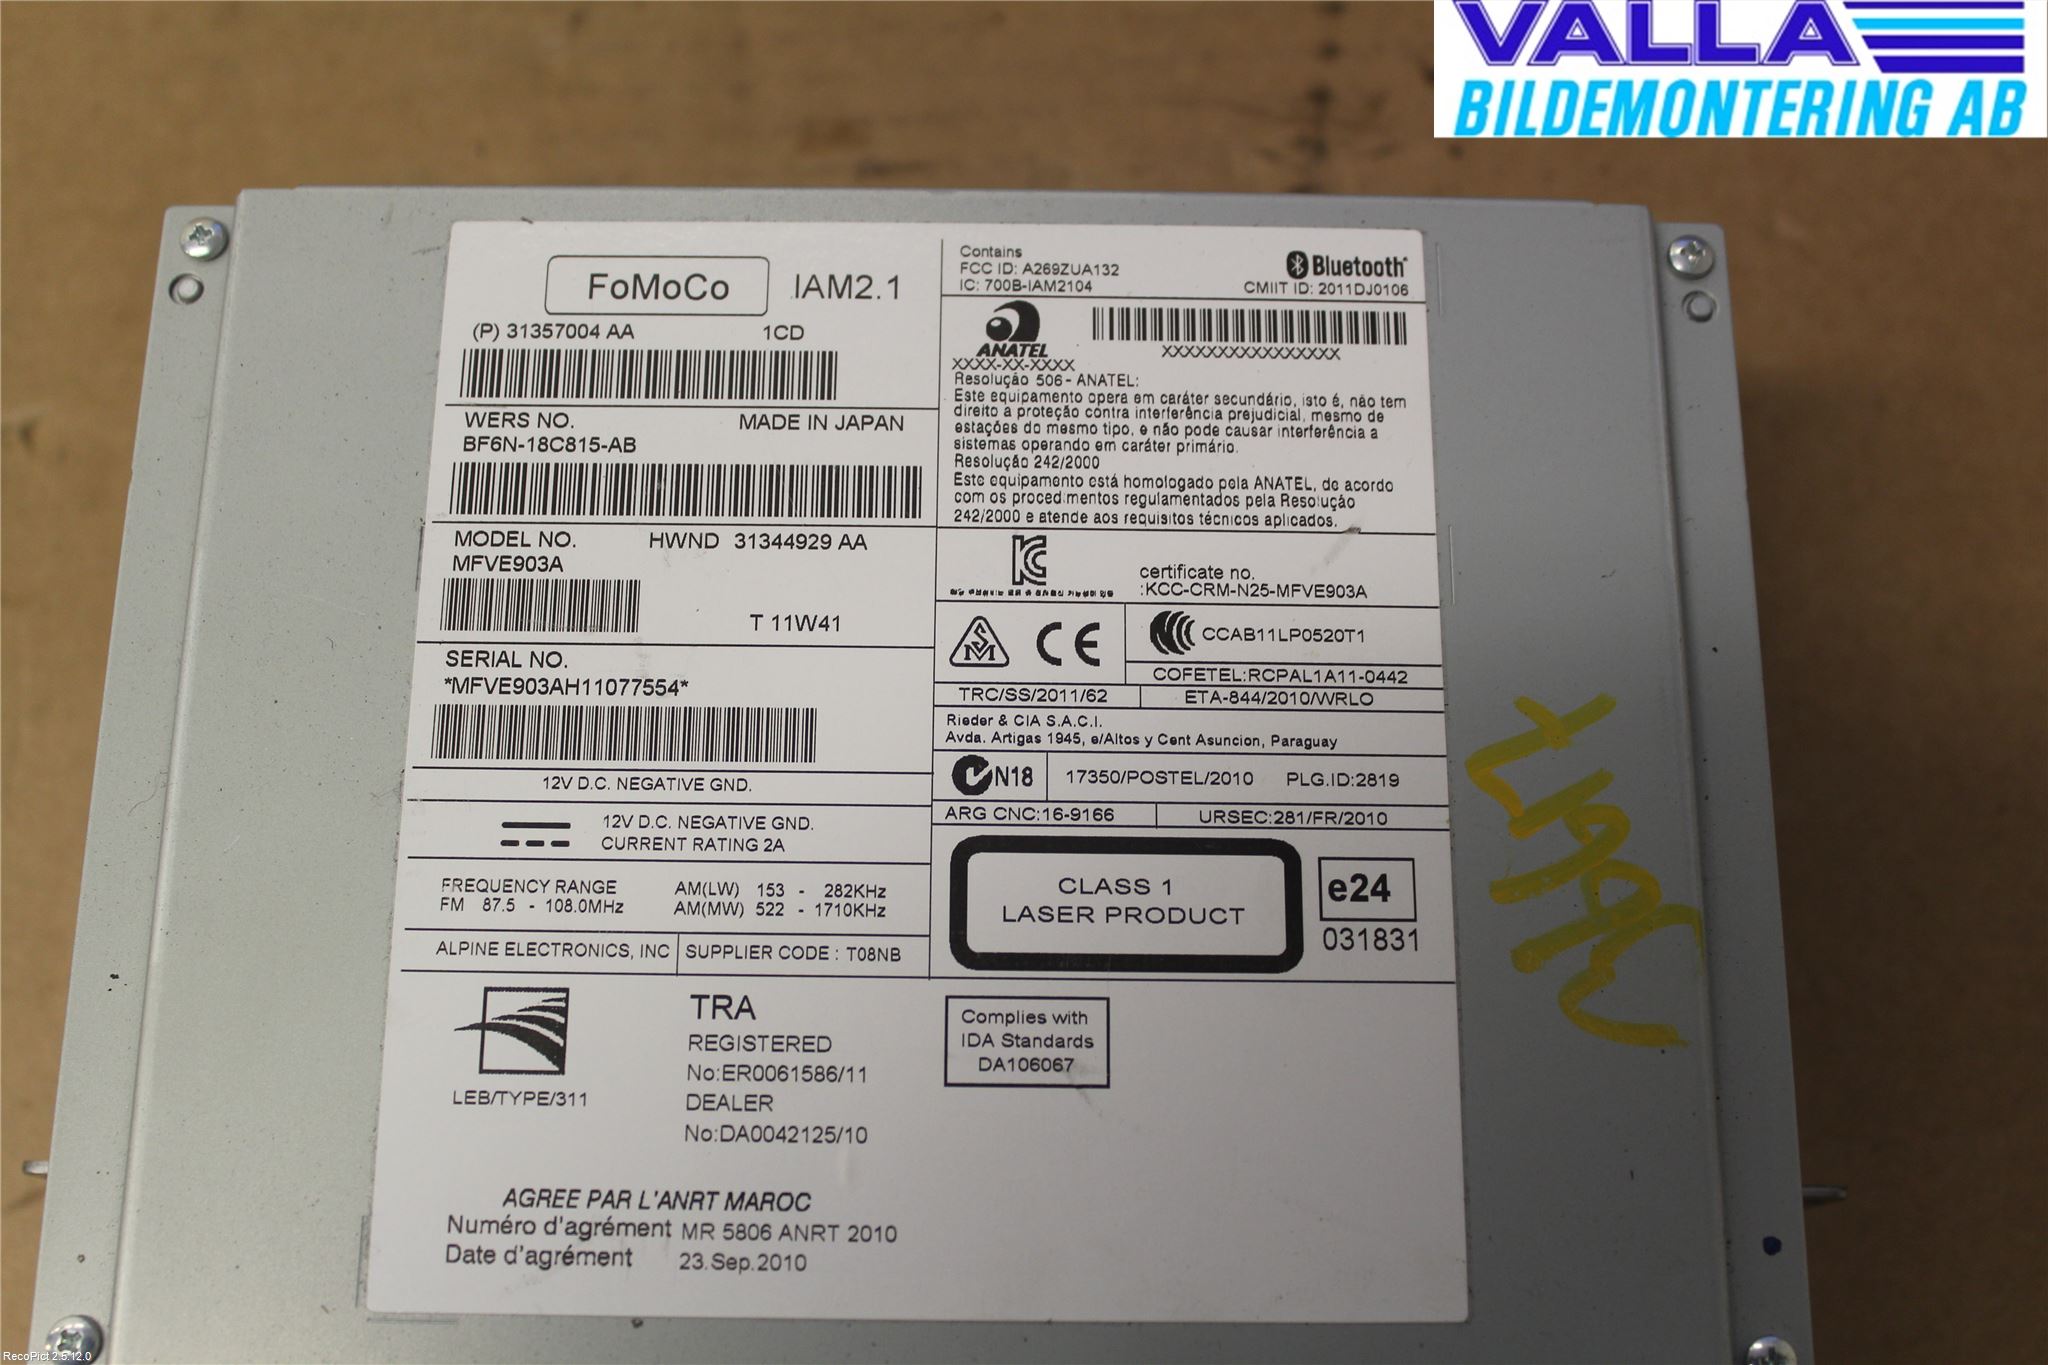 VALLA
BILDEMONTERING AB
FoMoCo IAM2.1
(P) 31357004 AA 1CD
WERS NO. MADE IN JAPAN
BF6N-18C815-AB
MODEL NO. HWND 31344929 AA
MFVE903A
T 11W41
SERIAL NO.
*MFVE903AH11077554*
12V D.C. NEGATIVE GND.
12V D.C. NEGATIVE GND.
CURRENT RATING 2A
FREQUENCY RANGE AM(LW) 153 - 282KHz
FM 87.5 - 108.0MHz AM(MW) 522 - 1710KHz
ALPINE ELECTRONICS, INC SUPPLIER CODE : T08NB
Contains
FCC ID: A269ZUA132
IC: 700B-IAM2104
Bluetooth
CMIIT ID: 2011DJ0106
ANATEL
XXXX-XX-XXXX
XXXXXXXXXXXXXXXX
Resolução 506 - ANATEL:
Este equipamento opera em caráter secundário, isto é, não tem
direito a proteção contra interferência prejudicial, mesmo de
estações do mesmo tipo, e não pode causar interferência a
sistemas operando em caráter primário.
Resolução 242/2000
Este equipamento está homologado pela ANATEL, de acordo
com os procedimentos regulamentados pela Resolução
242/2000 e atende aos requisitos técnicos aplicados.
certificate no.
:KCC-CRM-N25-MFVE903A
CE
CCAB11LP0520T1
COFETEL:RCPAL1A11-0442
TRC/SS/2011/62 ETA-844/2010/WRLO
Rieder & CIA S.A.C.I.
Avda. Artigas 1945, e/Altos y Cent Asuncion, Paraguay
N18 17350/POSTEL/2010 PLG.ID:2819
ARG CNC:16-9166 URSEC:281/FR/2010
CLASS 1
LASER PRODUCT
e24
031831
LEB/TYPE/311
TRA
REGISTERED
No:ER0061586/11
DEALER
No:DA0042125/10
Complies with
IDA Standards
DA106067
AGREE PAR L'ANRT MAROC
Numéro d'agrément MR 5806 ANRT 2010
Date d'agrément 23.Sep.2010
RecoPict 2.5.12.0